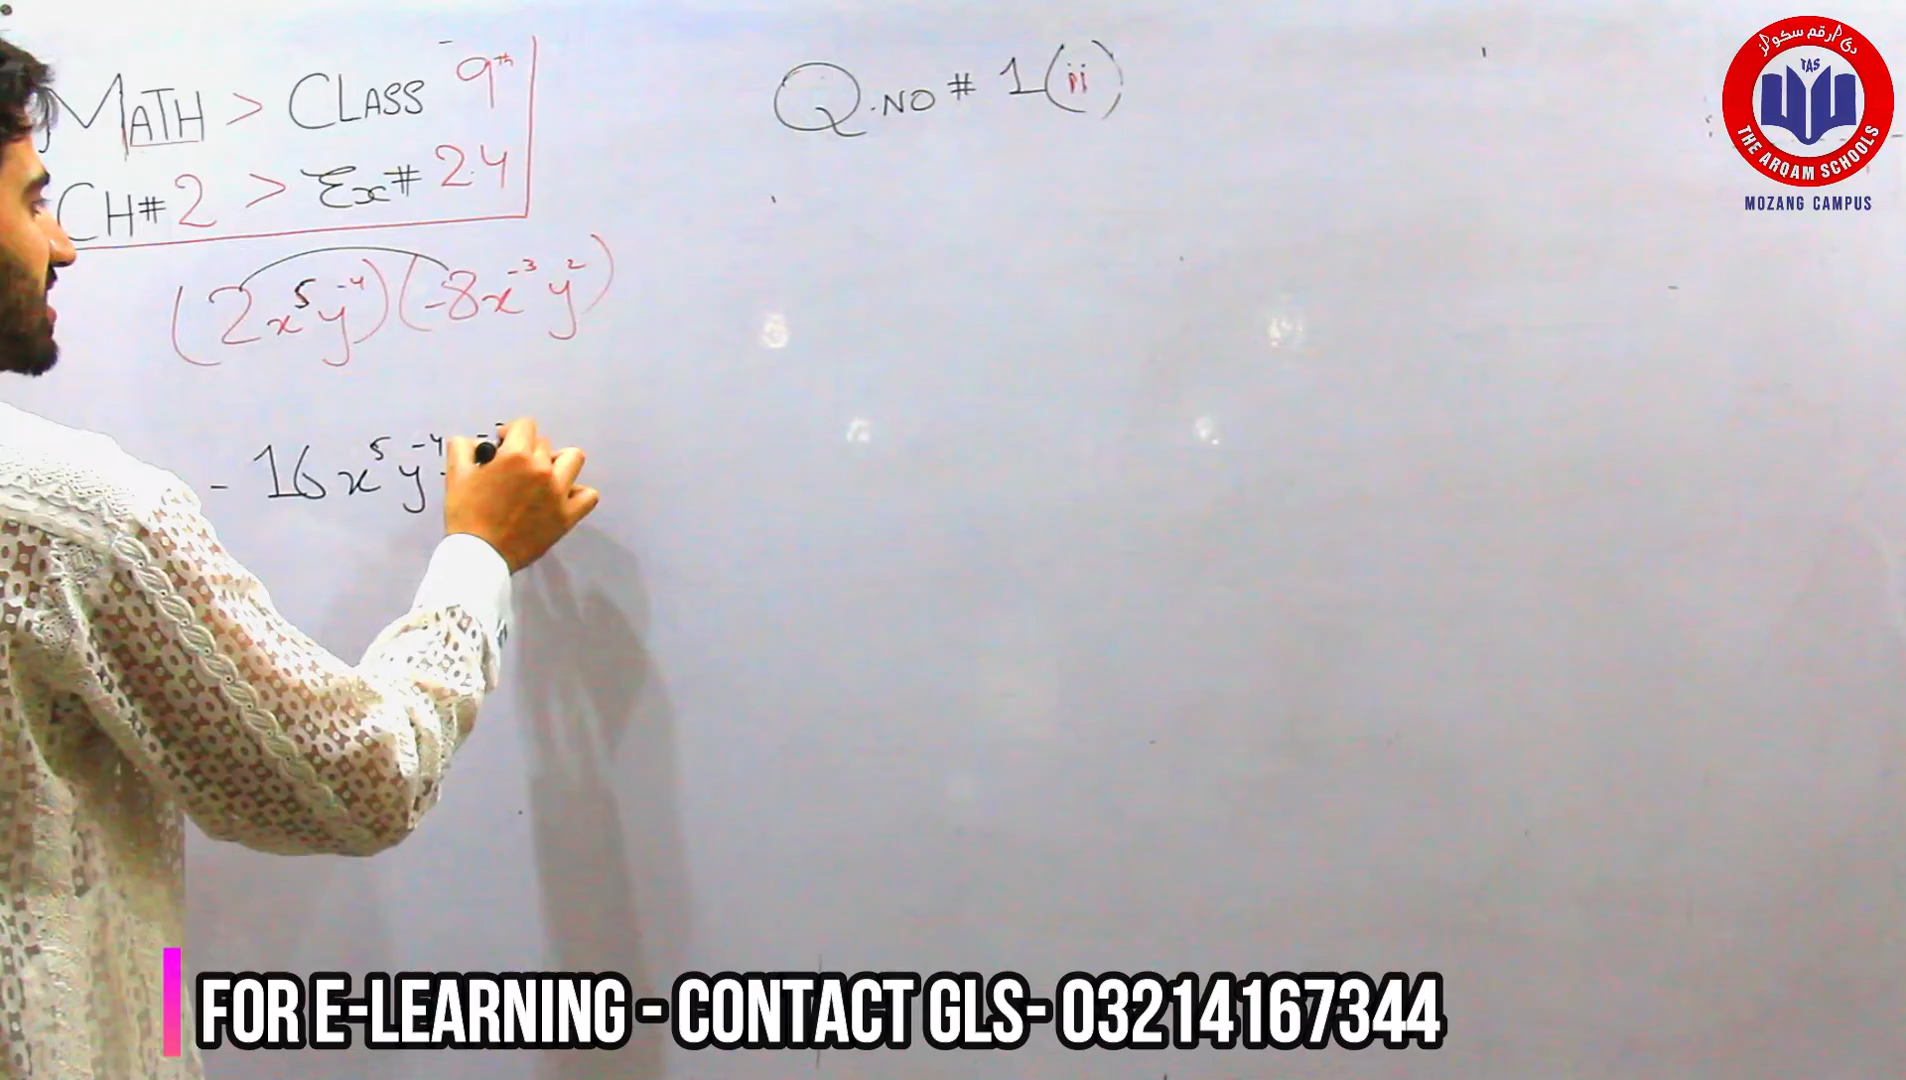 MATH > CLASS 9th
CH# 2 > Ex# 2.4
Q.NO # 1(ii)
(2x⁵y⁻⁴)(-8x⁻³y²)
- 16x⁵y⁻⁴
دی ارقم سکولز
TAS
THE ARQAM SCHOOLS
MOZANG CAMPUS
FOR E-LEARNING - CONTACT GLS- 03214167344